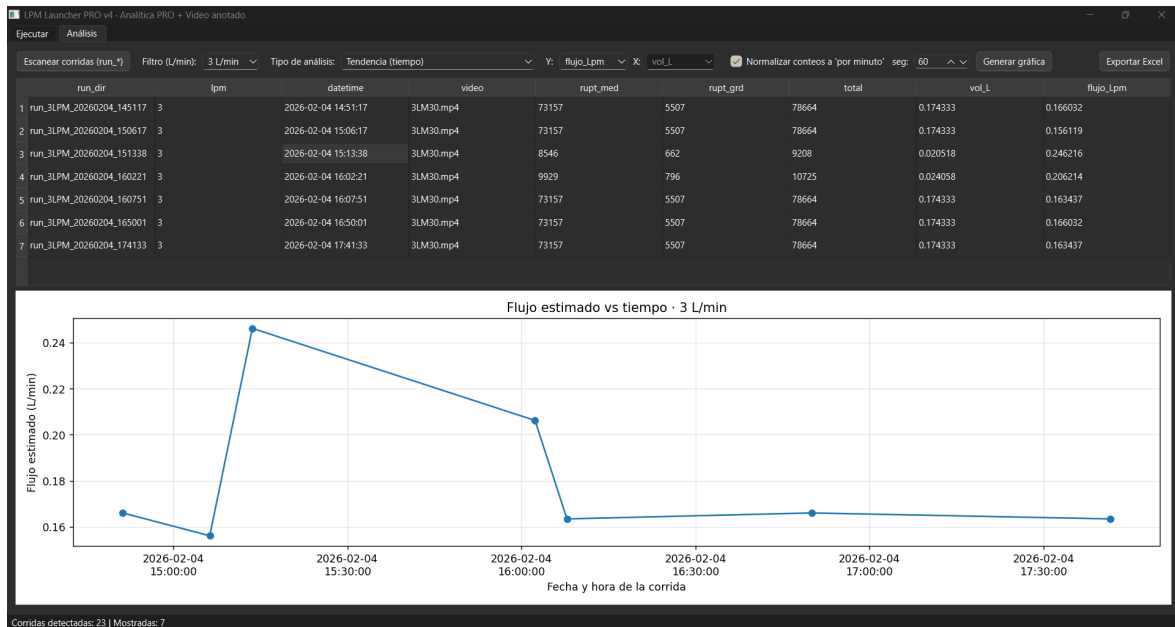 LPM Launcher PRO v4 - Analítica PRO + Video anotado
Ejecutar Análisis
Escanear corridas (run_*) Filtro (L/min): 3 L/min Tipo de análisis: Tendencia (tiempo) Y: flujo_Lpm X: vol_L Normalizar conteos a 'por minuto' seg: 60 Generar gráfica Exportar Excel
run_dir lpm datetime video rupt_med rupt_grd total vol_L flujo_Lpm
1 run_3LPM_20260204_145117 3 2026-02-04 14:51:17 3LM30.mp4 73157 5507 78664 0.174333 0.166032
2 run_3LPM_20260204_150617 3 2026-02-04 15:06:17 3LM30.mp4 73157 5507 78664 0.174333 0.156119
3 run_3LPM_20260204_151338 3 2026-02-04 15:13:38 3LM30.mp4 8546 662 9208 0.020518 0.246216
4 run_3LPM_20260204_160221 3 2026-02-04 16:02:21 3LM30.mp4 9929 796 10725 0.024058 0.206214
5 run_3LPM_20260204_160751 3 2026-02-04 16:07:51 3LM30.mp4 73157 5507 78664 0.174333 0.163437
6 run_3LPM_20260204_165001 3 2026-02-04 16:50:01 3LM30.mp4 73157 5507 78664 0.174333 0.166032
7 run_3LPM_20260204_174133 3 2026-02-04 17:41:33 3LM30.mp4 73157 5507 78664 0.174333 0.163437
Flujo estimado vs tiempo · 3 L/min
Flujo estimado (L/min)
0.24
0.22
0.20
0.18
0.16
2026-02-04 2026-02-04 2026-02-04 2026-02-04 2026-02-04 2026-02-04
15:00:00 15:30:00 16:00:00 16:30:00 17:00:00 17:30:00
Fecha y hora de la corrida
Corridas detectadas: 23 | Mostradas: 7